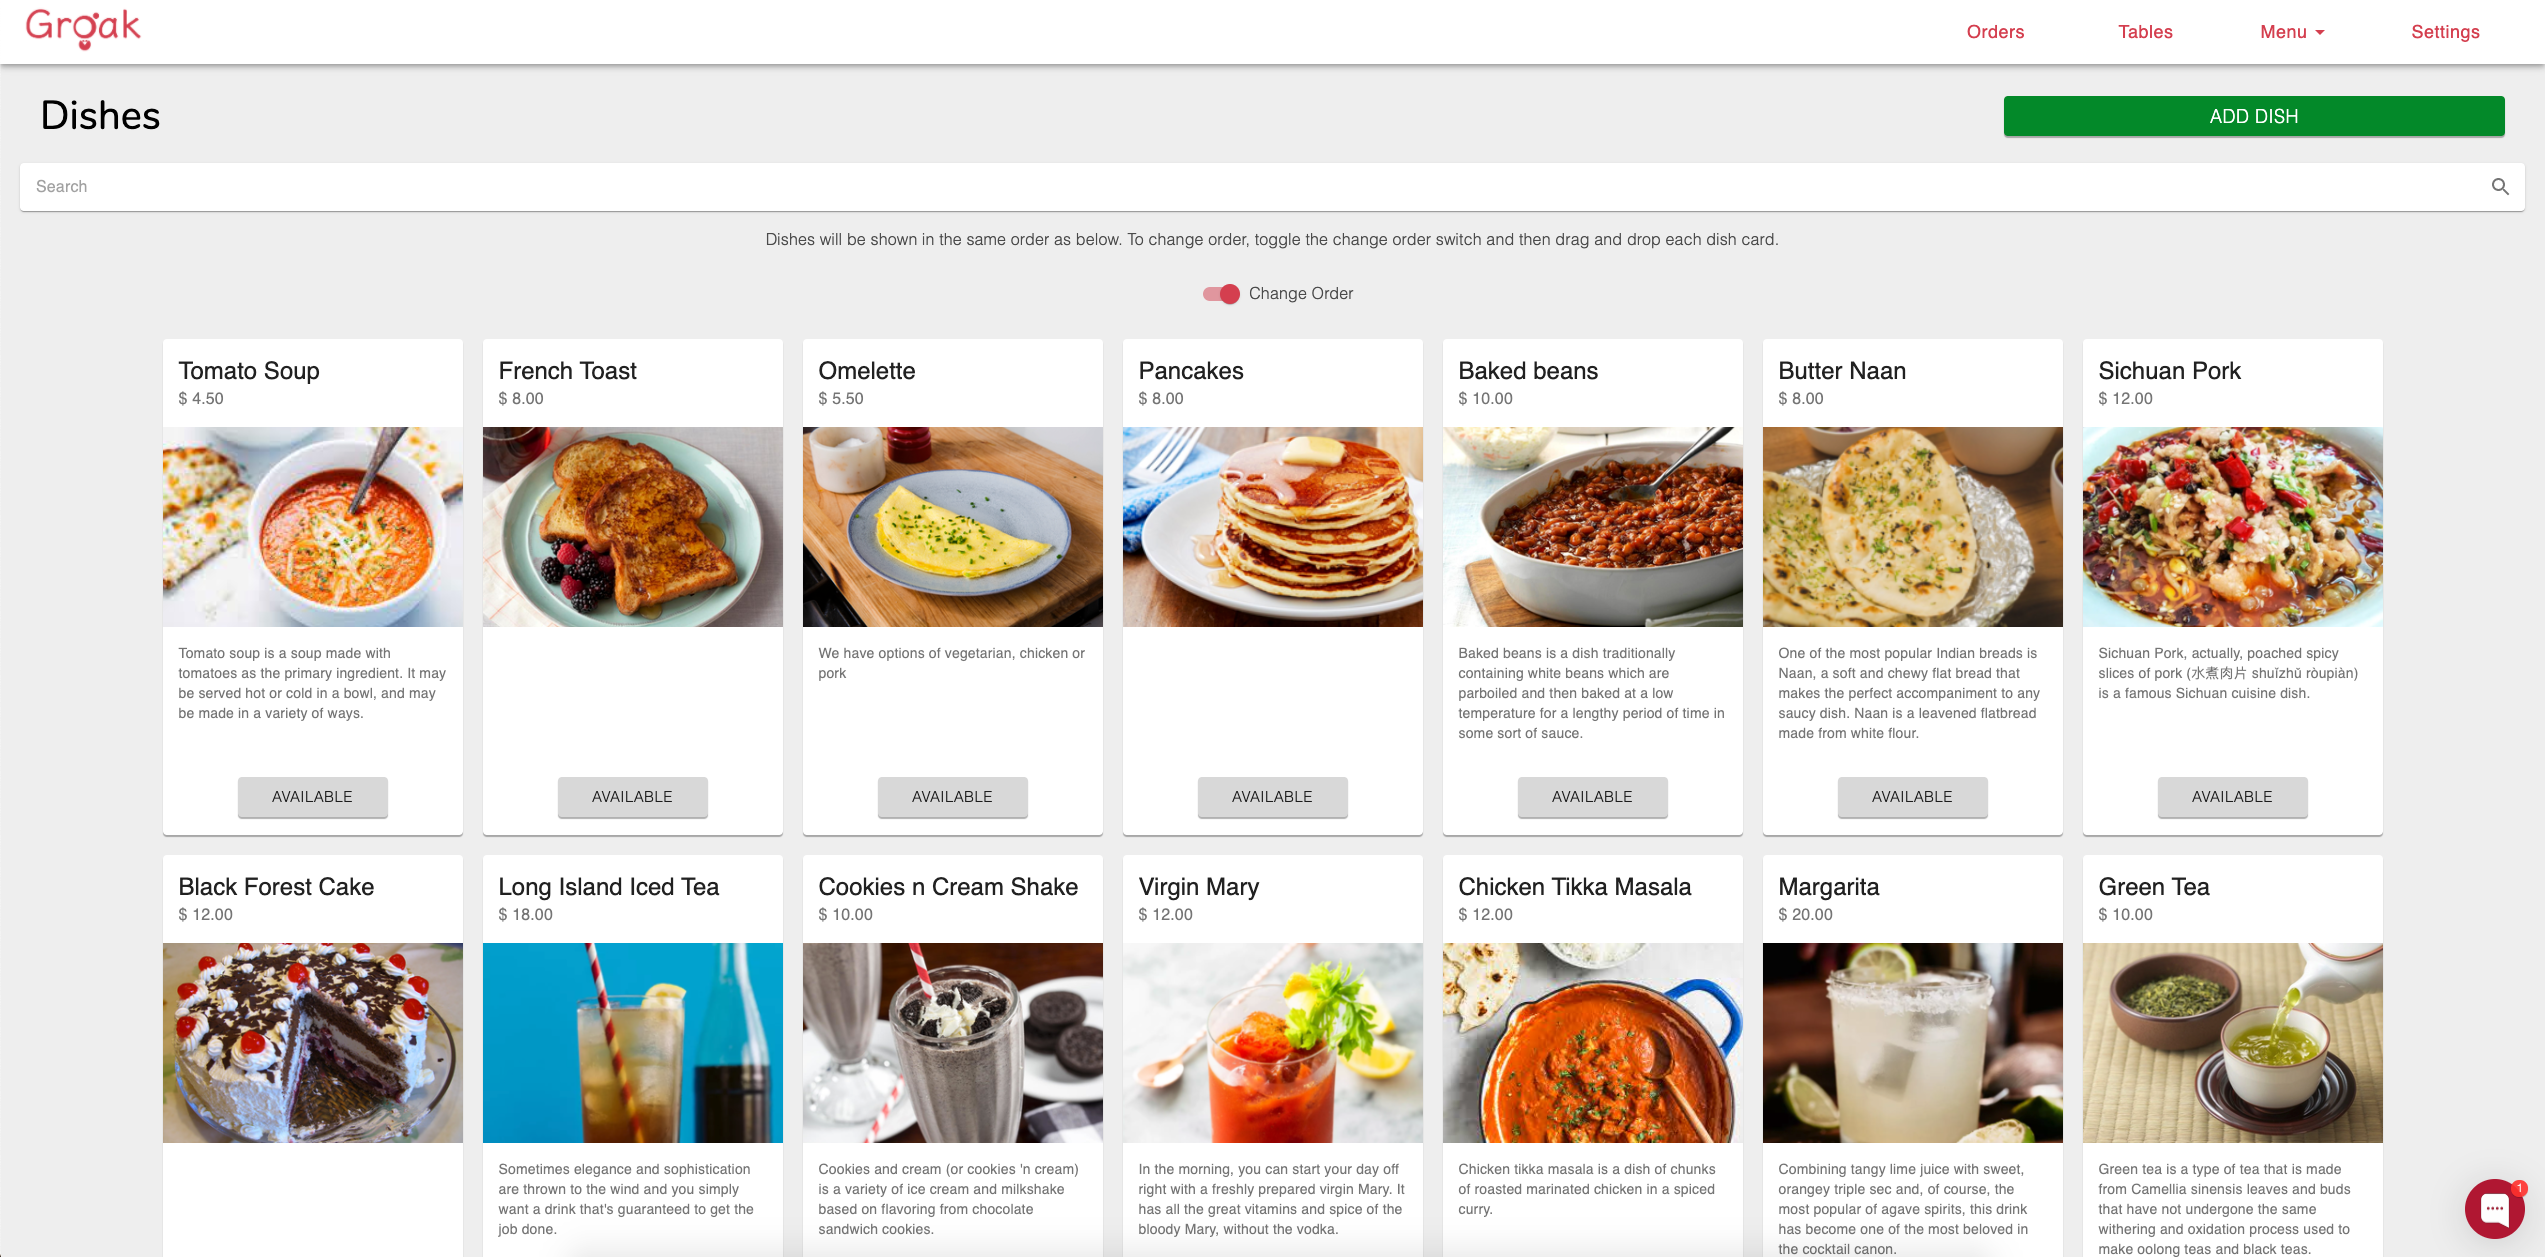 Groak
Orders
Tables
Menu
Settings
Dishes
ADD DISH
Search
Dishes will be shown in the same order as below. To change order, toggle the change order switch and then drag and drop each dish card.
Change Order
Tomato Soup
$ 4.50
Tomato soup is a soup made with
tomatoes as the primary ingredient. It may
be served hot or cold in a bowl, and may
be made in a variety of ways.
AVAILABLE
French Toast
$ 8.00
AVAILABLE
Omelette
$ 5.50
We have options of vegetarian, chicken or
pork
AVAILABLE
Pancakes
$ 8.00
AVAILABLE
Baked beans
$ 10.00
Baked beans is a dish traditionally
containing white beans which are
parboiled and then baked at a low
temperature for a lengthy period of time in
some sort of sauce.
AVAILABLE
Butter Naan
$ 8.00
One of the most popular Indian breads is
Naan, a soft and chewy flat bread that
makes the perfect accompaniment to any
saucy dish. Naan is a leavened flatbread
made from white flour.
AVAILABLE
Sichuan Pork
$ 12.00
Sichuan Pork, actually, poached spicy
slices of pork (水煮肉片 shuǐzhǔ ròupiàn)
is a famous Sichuan cuisine dish.
AVAILABLE
Black Forest Cake
$ 12.00
Long Island Iced Tea
$ 18.00
Sometimes elegance and sophistication
are thrown to the wind and you simply
want a drink that's guaranteed to get the
job done.
Cookies n Cream Shake
$ 10.00
Cookies and cream (or cookies 'n cream)
is a variety of ice cream and milkshake
based on flavoring from chocolate
sandwich cookies.
Virgin Mary
$ 12.00
In the morning, you can start your day off
right with a freshly prepared virgin Mary. It
has all the great vitamins and spice of the
bloody Mary, without the vodka.
Chicken Tikka Masala
$ 12.00
Chicken tikka masala is a dish of chunks
of roasted marinated chicken in a spiced
curry.
Margarita
$ 20.00
Combining tangy lime juice with sweet,
orangey triple sec and, of course, the
most popular of agave spirits, this drink
has become one of the most beloved in
the cocktail canon.
Green Tea
$ 10.00
Green tea is a type of tea that is made
from Camellia sinensis leaves and buds
that have not undergone the same
withering and oxidation process used to
make oolong teas and black teas.
1